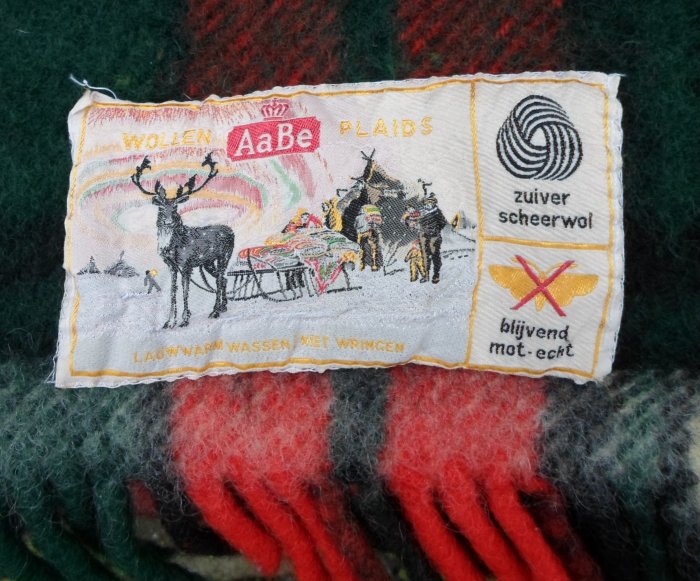 WOLLEN AaBe PLAIDS
LAUWWARM WASSEN, NIET WRINGEN
zuiver
scheerwol
blijvend
mot-echt